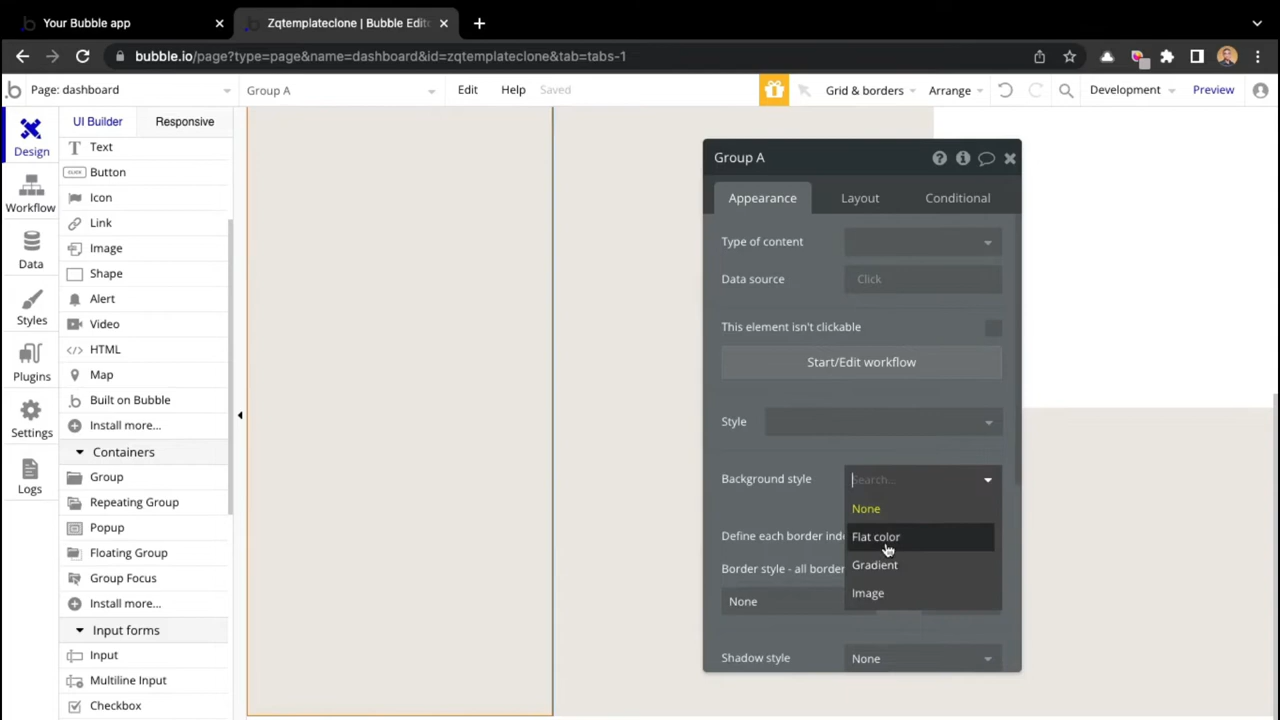 Your Bubble app
Zqtemplateclone | Bubble Edito
bubble.io/page?type=page&name=dashboard&id=zqtemplateclone&tab=tabs-1
Page: dashboard
Group A
Edit
Help
Saved
Grid & borders
Arrange
Development
Preview
Design
Workflow
Data
Styles
Plugins
Settings
Logs
UI Builder
Responsive
Text
CLICK
Button
Icon
Link
Image
Shape
Alert
Video
</> HTML
Map
Built on Bubble
Install more...
Containers
Group
Repeating Group
Popup
Floating Group
Group Focus
Install more...
Input forms
Input
Multiline Input
Checkbox
Group A
Appearance
Layout
Conditional
Type of content
Data source
Click
This element isn't clickable
Start/Edit workflow
Style
Background style
Search...
None
Flat color
Gradient
Image
Define each border inde
Border style - all border
None
Shadow style
None